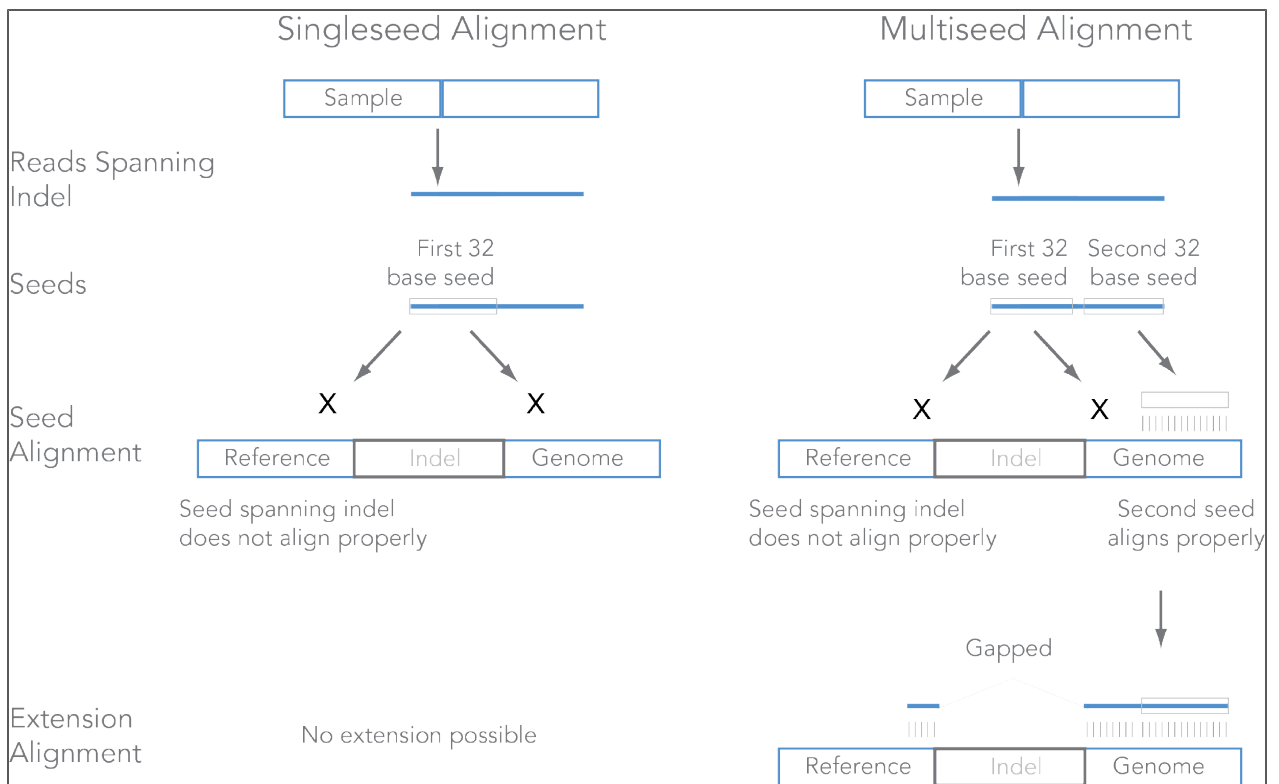 Singleseed Alignment
Multiseed Alignment
Sample
Sample
Reads Spanning
Indel
First 32
base seed
First 32
base seed
Second 32
base seed
Seeds
X
X
X
X
Seed
Alignment
Reference
Indel
Genome
Reference
Indel
Genome
Seed spanning indel
does not align properly
Seed spanning indel
does not align properly
Second seed
aligns properly
Gapped
Extension
Alignment
No extension possible
Reference
Indel
Genome